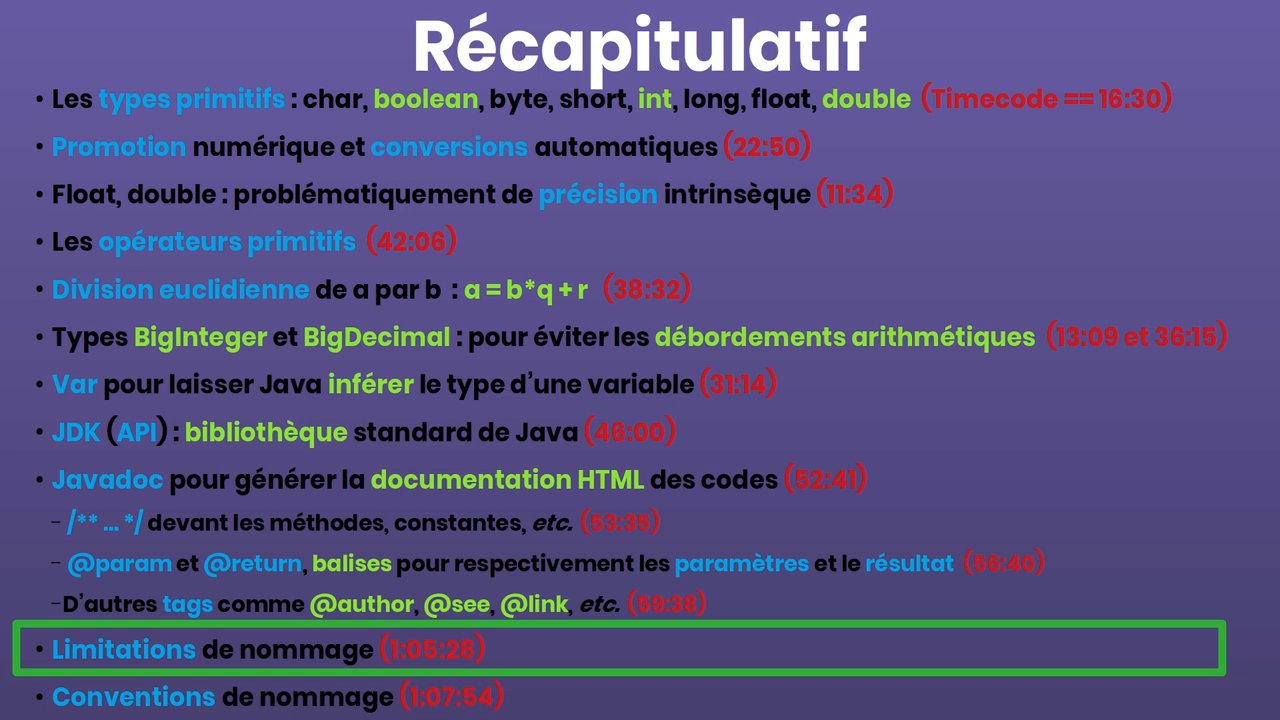 Récapitulatif
• Les types primitifs : char, boolean, byte, short, int, long, float, double (Timecode == 16:30)
• Promotion numérique et conversions automatiques (22:50)
• Float, double : problématiquement de précision intrinsèque (11:34)
• Les opérateurs primitifs (42:06)
• Division euclidienne de a par b : a = b*q + r (38:32)
• Types BigInteger et BigDecimal : pour éviter les débordements arithmétiques (13:09 et 36:15)
• Var pour laisser Java inférer le type d’une variable (31:14)
• JDK (API) : bibliothèque standard de Java (46:00)
• Javadoc pour générer la documentation HTML des codes (52:41)
– /** ... */ devant les méthodes, constantes, etc. (53:35)
– @param et @return, balises pour respectivement les paramètres et le résultat (56:40)
–D’autres tags comme @author, @see, @link, etc. (59:38)
• Limitations de nommage (1:05:28)
• Conventions de nommage (1:07:54)